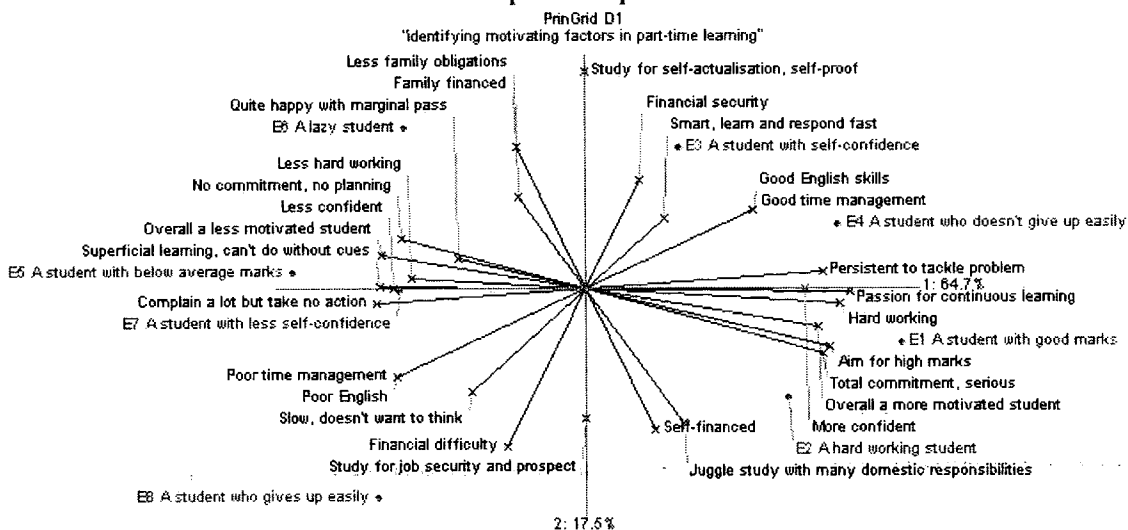 PrinGrid D1
"identifying motivating factors in part-time learning"
Less family obligations
Study for self-actualisation, self-proof
Family financed
Quite happy with marginal pass
Financial security
E6 A lazy student
Smart, learn and respond fast
E3 A student with self-confidence
Less hard working
No commitment, no planning
Good English skills
Less confident
Good time management
Overall a less motivated student
E4 A student who doesn't give up easily
Superficial learning, can't do without cues
E5 A student with below average marks
Persistent to tackle problem
1: 64.7%
Complain a lot but take no action
Passion for continuous learning
E7 A student with less self-confidence
Hard working
E1 A student with good marks
Aim for high marks
Poor time management
Total commitment, serious
Poor English
Overall a more motivated student
Slow, doesn't want to think
Self-financed
More confident
Financial difficulty
E2 A hard working student
Study for job security and prospect
Juggle study with many domestic responsibilities
E8 A student who gives up easily
2: 17.5%